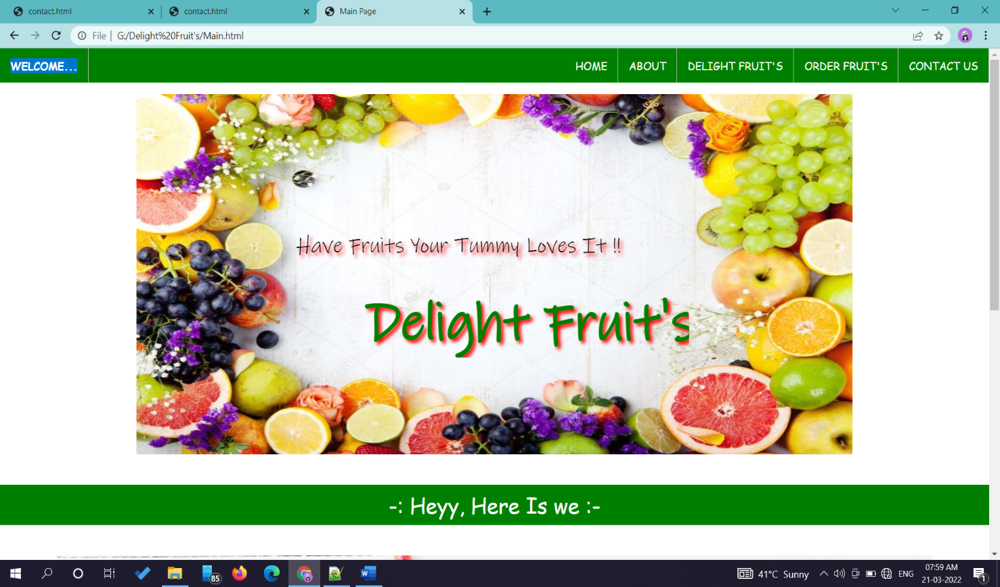 contact.html
contact.html
Main Page
File | G:/Delight%20Fruit's/Main.html
WELCOME...
HOME
ABOUT
DELIGHT FRUIT'S
ORDER FRUIT'S
CONTACT US
Have Fruits Your Tummy Loves It !!
Delight Fruit's
-: Heyy, Here Is we :-
85
41°C Sunny
ENG
07:59 AM
21-03-2022
1